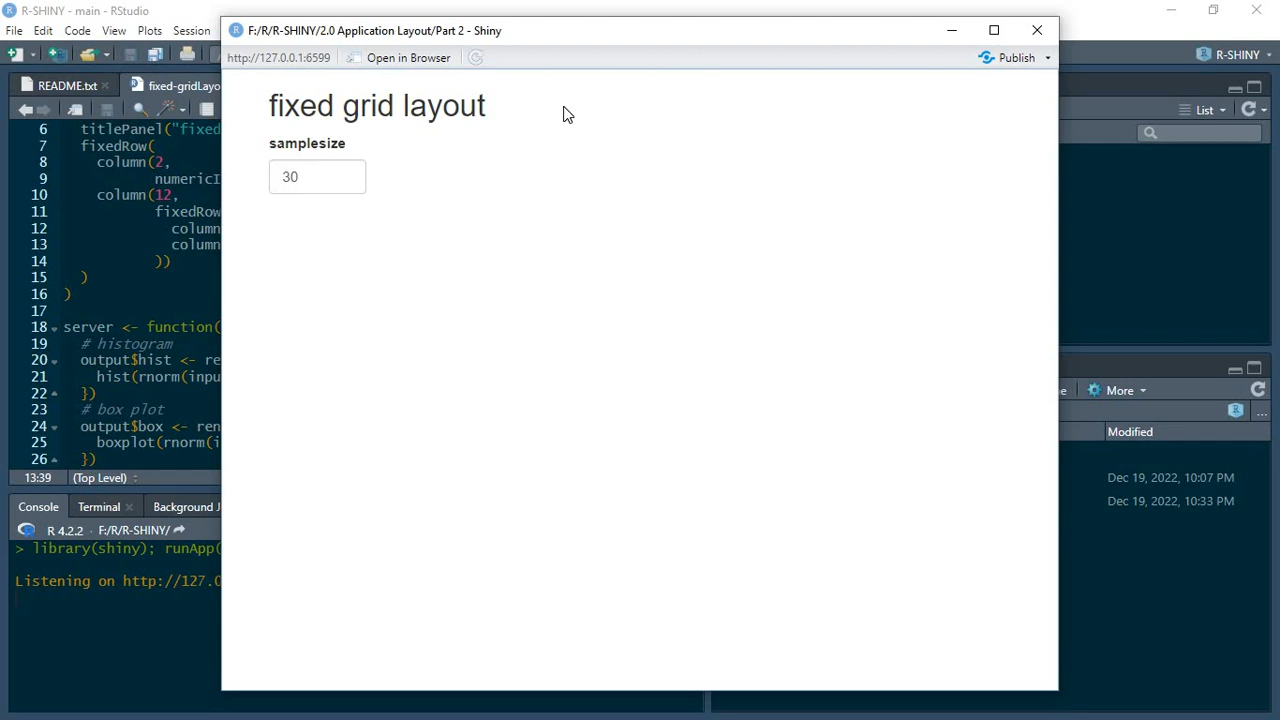 R-SHINY - main - RStudio
File Edit Code View Plots Session
R-SHINY
README.txt
fixed-gridLayo
List
6 titlePanel("fixed
7 fixedRow(
8 column(2,
9 numericI
10 column(12,
11 fixedRow
12 column
13 column
14 ))
15 )
16 )
17
18 server <- function(
19 # histogram
20 output$hist <- re
21 hist(rnorm(inpu
22 })
23 # box plot
24 output$box <- ren
25 boxplot(rnorm(i
26 })
13:39 (Top Level)
Console Terminal Background J
R 4.2.2 · F:/R/R-SHINY/
> library(shiny); runApp(
Listening on http://127.0
F:/R/R-SHINY/2.0 Application Layout/Part 2 - Shiny
http://127.0.0.1:6599 Open in Browser Publish
fixed grid layout
samplesize
30
More
...
Modified
Dec 19, 2022, 10:07 PM
Dec 19, 2022, 10:33 PM